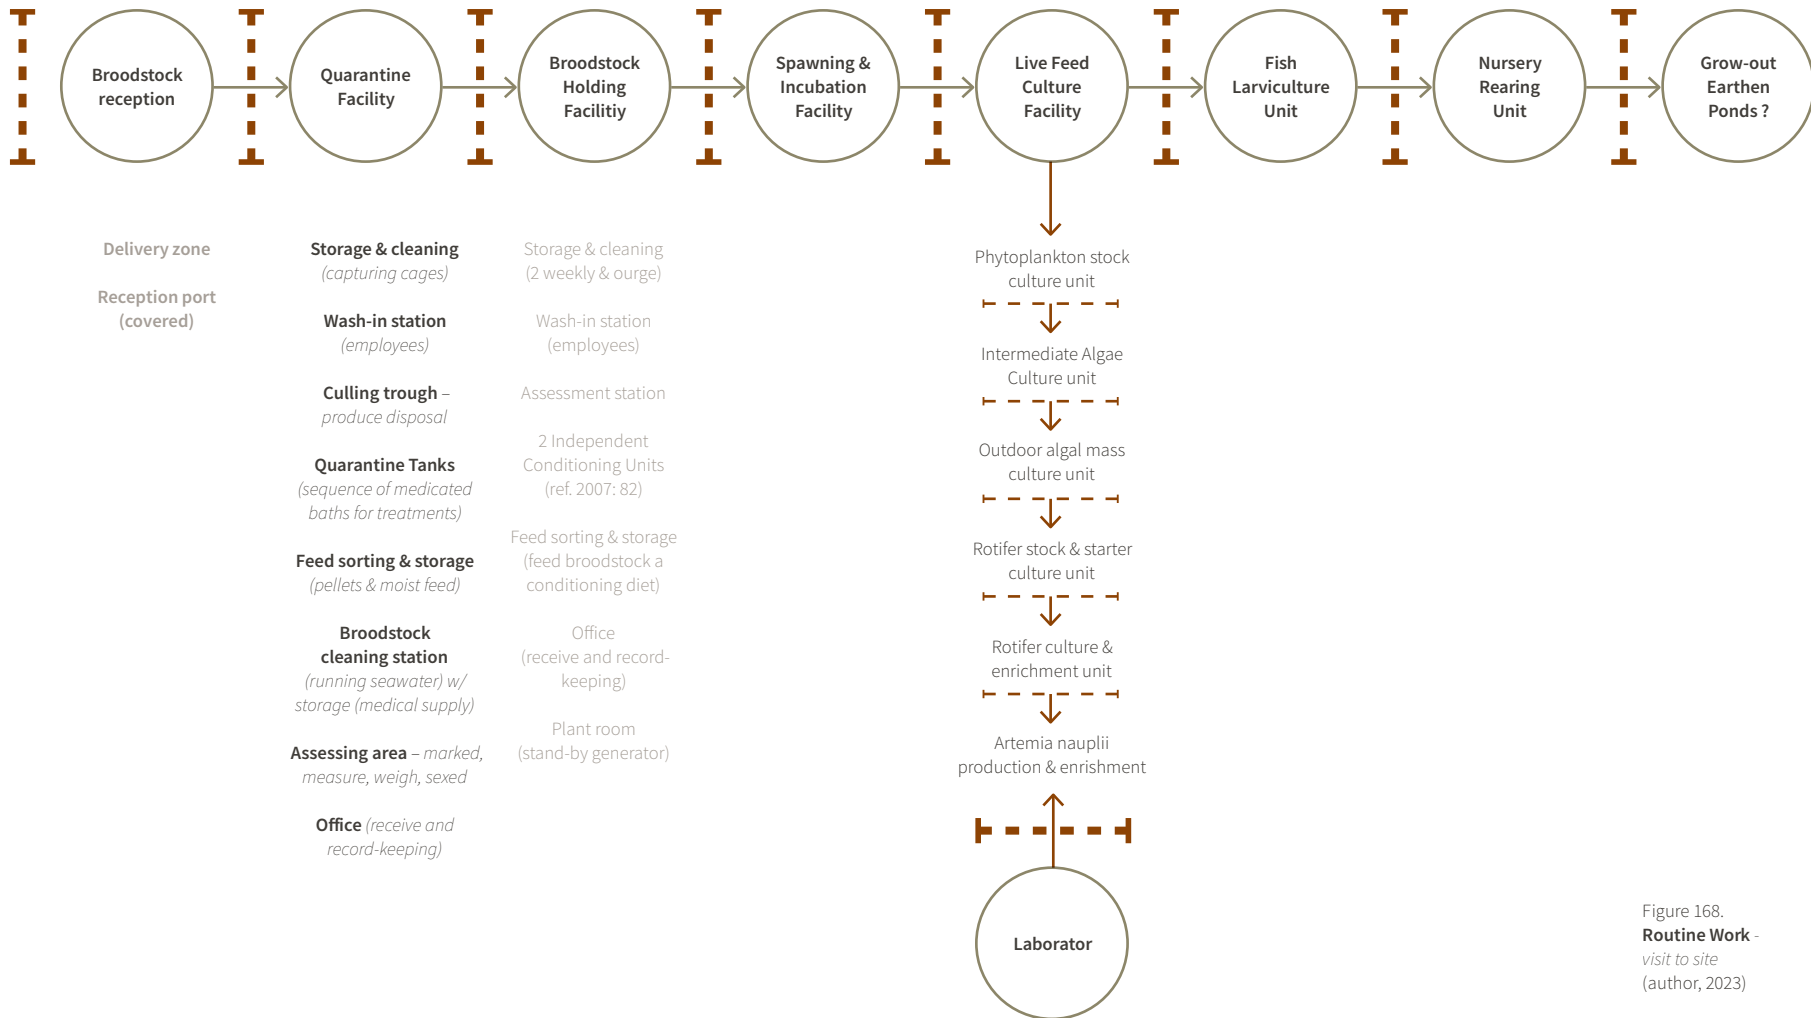 Broodstock
reception
Quarantine
Facility
Broodstock
Holding
Facilitiy
Spawning &
Incubation
Facility
Live Feed
Culture
Facility
Fish
Larviculture
Unit
Nursery
Rearing
Unit
Grow-out
Earthen
Ponds ?
Delivery zone
Reception port
(covered)
Storage & cleaning
(capturing cages)
Wash-in station
(employees)
Culling trough –
produce disposal
Quarantine Tanks
(sequence of medicated
baths for treatments)
Feed sorting & storage
(pellets & moist feed)
Broodstock
cleaning station
(running seawater) w/
storage (medical supply)
Assessing area – marked,
measure, weigh, sexed
Office (receive and
record-keeping)
Storage & cleaning
(2 weekly & ourge)
Wash-in station
(employees)
Assessment station
2 Independent
Conditioning Units
(ref. 2007: 82)
Feed sorting & storage
(feed broodstock a
conditioning diet)
Office
(receive and record-
keeping)
Plant room
(stand-by generator)
Phytoplankton stock
culture unit
Intermediate Algae
Culture unit
Outdoor algal mass
culture unit
Rotifer stock & starter
culture unit
Rotifer culture &
enrichment unit
Artemia nauplii
production & enrishment
Laborator
Figure 168.
Routine Work -
visit to site
(author, 2023)